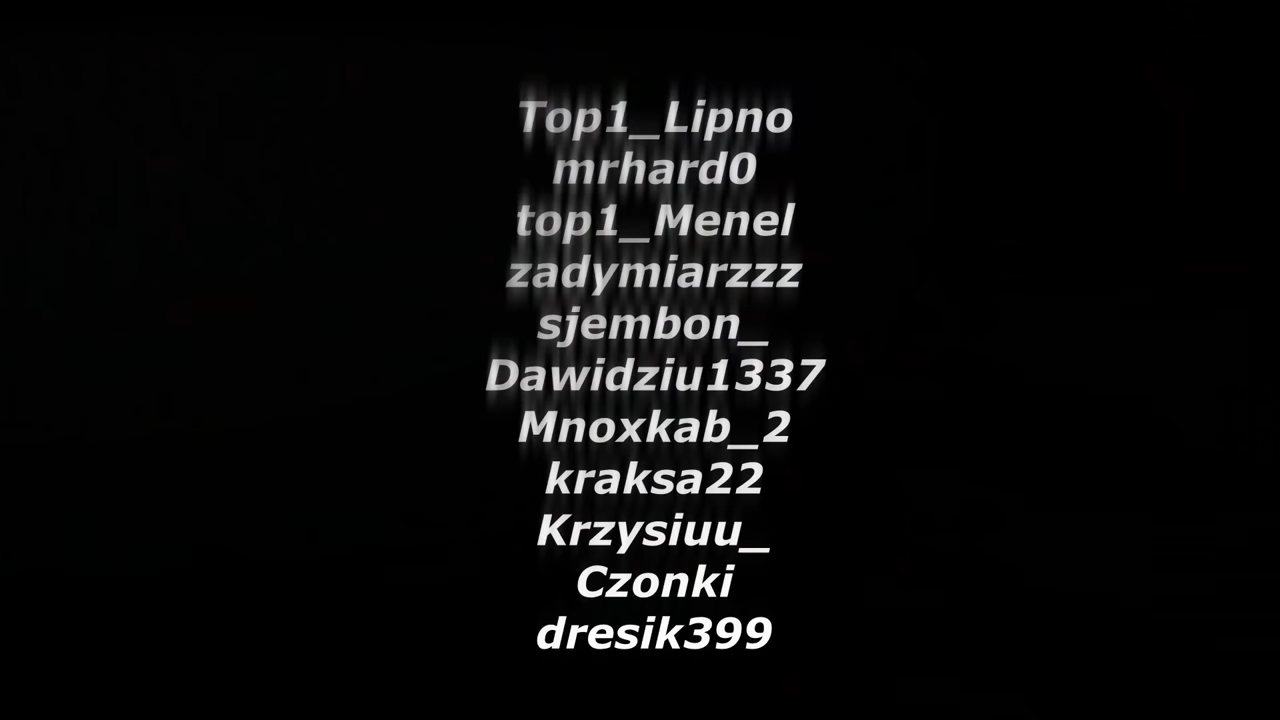 Top1_Lipno
mrhard0
top1_Menel
zadymiarzzz
sjembon_
Dawidziu1337
Mnoxkab_2
kraksa22
Krzysiuu_
Czonki
dresik399